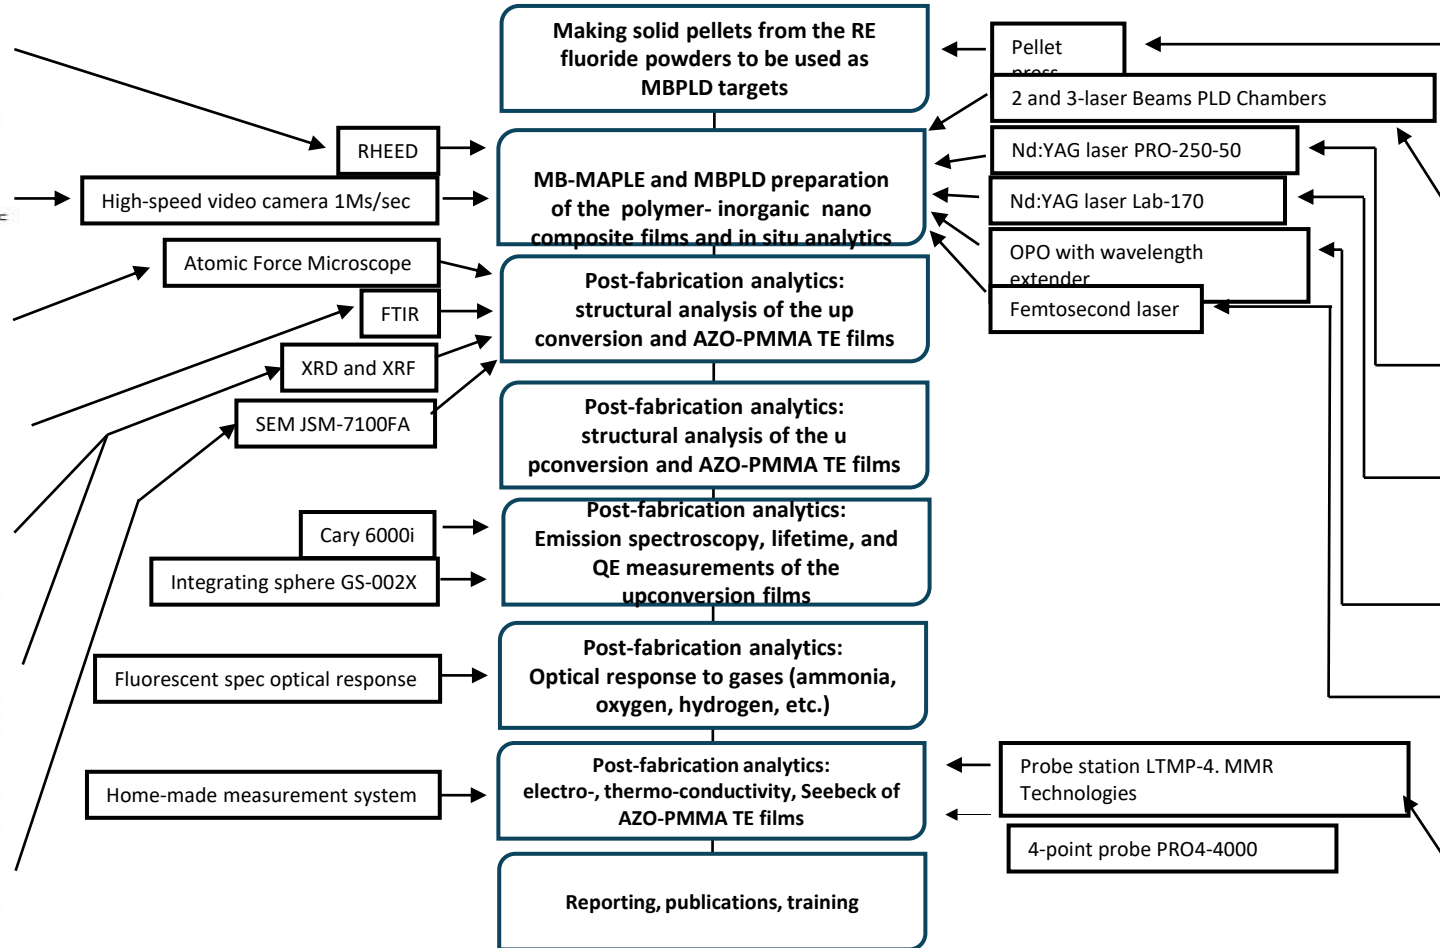 Making solid pellets from the RE
fluoride powders to be used as
MBPLD targets
Pellet
press
2 and 3-laser Beams PLD Chambers
RHEED
High-speed video camera 1Ms/sec
MB-MAPLE and MBPLD preparation
of the polymer- inorganic nano
composite films and in situ analytics
Nd:YAG laser PRO-250-50
Nd:YAG laser Lab-170
OPO with wavelength
extender
Femtosecond laser
Atomic Force Microscope
FTIR
XRD and XRF
SEM JSM-7100FA
Post-fabrication analytics:
structural analysis of the up
conversion and AZO-PMMA TE films
Post-fabrication analytics:
structural analysis of the u
pconversion and AZO-PMMA TE films
Cary 6000i
Integrating sphere GS-002X
Post-fabrication analytics:
Emission spectroscopy, lifetime, and
QE measurements of the
upconversion films
Fluorescent spec optical response
Post-fabrication analytics:
Optical response to gases (ammonia,
oxygen, hydrogen, etc.)
Home-made measurement system
Post-fabrication analytics:
electro-, thermo-conductivity, Seebeck of
AZO-PMMA TE films
Probe station LTMP-4. MMR
Technologies
4-point probe PRO4-4000
Reporting, publications, training